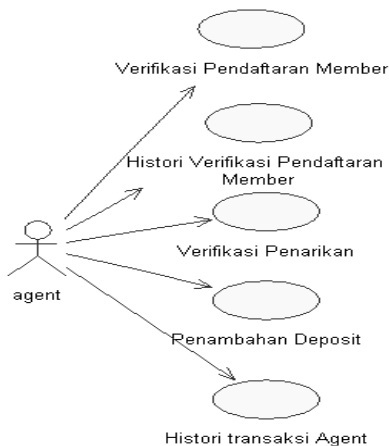 Verifikasi Pendaftaran Member
Histori Verifikasi Pendaftaran
Member
Verifikasi Penarikan
agent
Penambahan Deposit
Histori transaksi Agent